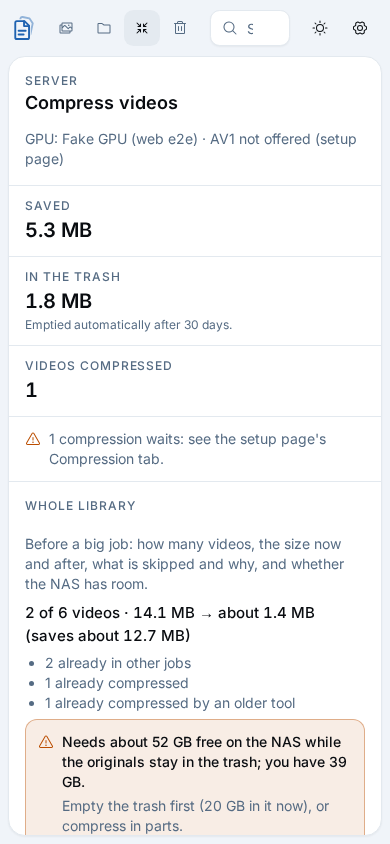 S
SERVER
Compress videos
GPU: Fake GPU (web e2e) · AV1 not offered (setup
page)
SAVED
5.3 MB
IN THE TRASH
1.8 MB
Emptied automatically after 30 days.
VIDEOS COMPRESSED
1
1 compression waits: see the setup page's
Compression tab.
WHOLE LIBRARY
Before a big job: how many videos, the size now
and after, what is skipped and why, and whether
the NAS has room.
2 of 6 videos · 14.1 MB → about 1.4 MB
(saves about 12.7 MB)
• 2 already in other jobs
• 1 already compressed
• 1 already compressed by an older tool
Needs about 52 GB free on the NAS while
the originals stay in the trash; you have 39
GB.
Empty the trash first (20 GB in it now), or
compress in parts.